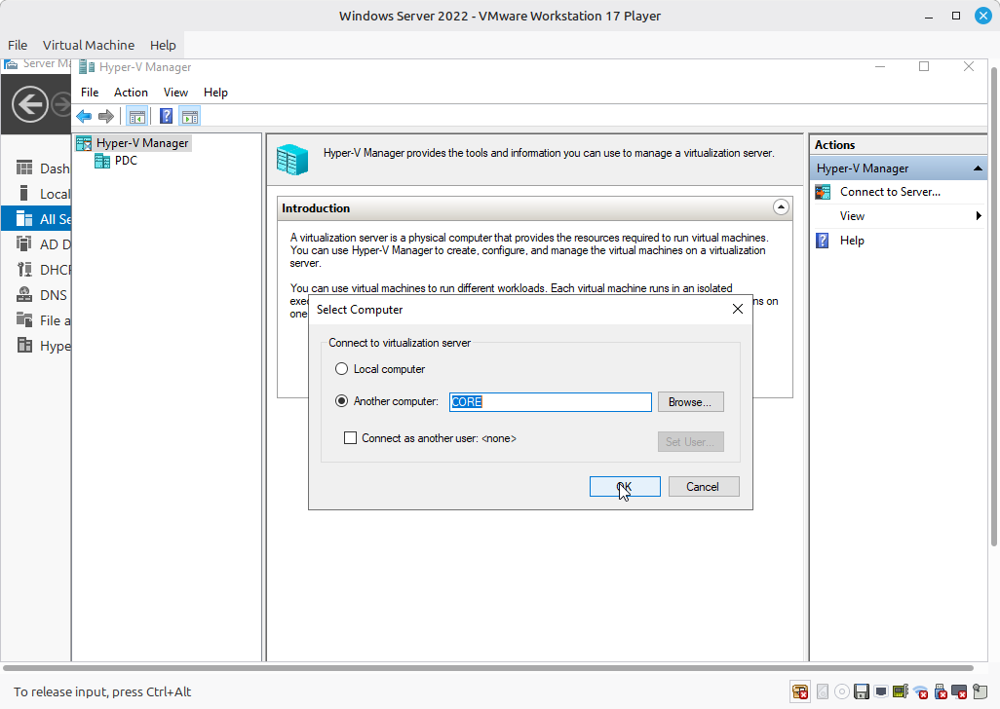 Windows Server 2022 - VMware Workstation 17 Player
File Virtual Machine Help
Server Ma
Hyper-V Manager
File Action View Help
Dash
Local
All Se
AD D
DHCP
DNS
File a
Hype
Hyper-V Manager
PDC
Hyper-V Manager provides the tools and information you can use to manage a virtualization server.
Introduction
A virtualization server is a physical computer that provides the resources required to run virtual machines.
You can use Hyper-V Manager to create, configure, and manage the virtual machines on a virtualization
server.
You can use virtual machines to run different workloads. Each virtual machine runs in an isolated
exe
ns on
one
Select Computer
Connect to virtualization server
Local computer
Another computer: CORE Browse...
Connect as another user: <none> Set User...
OK Cancel
Actions
Hyper-V Manager
Connect to Server...
View
Help
To release input, press Ctrl+Alt